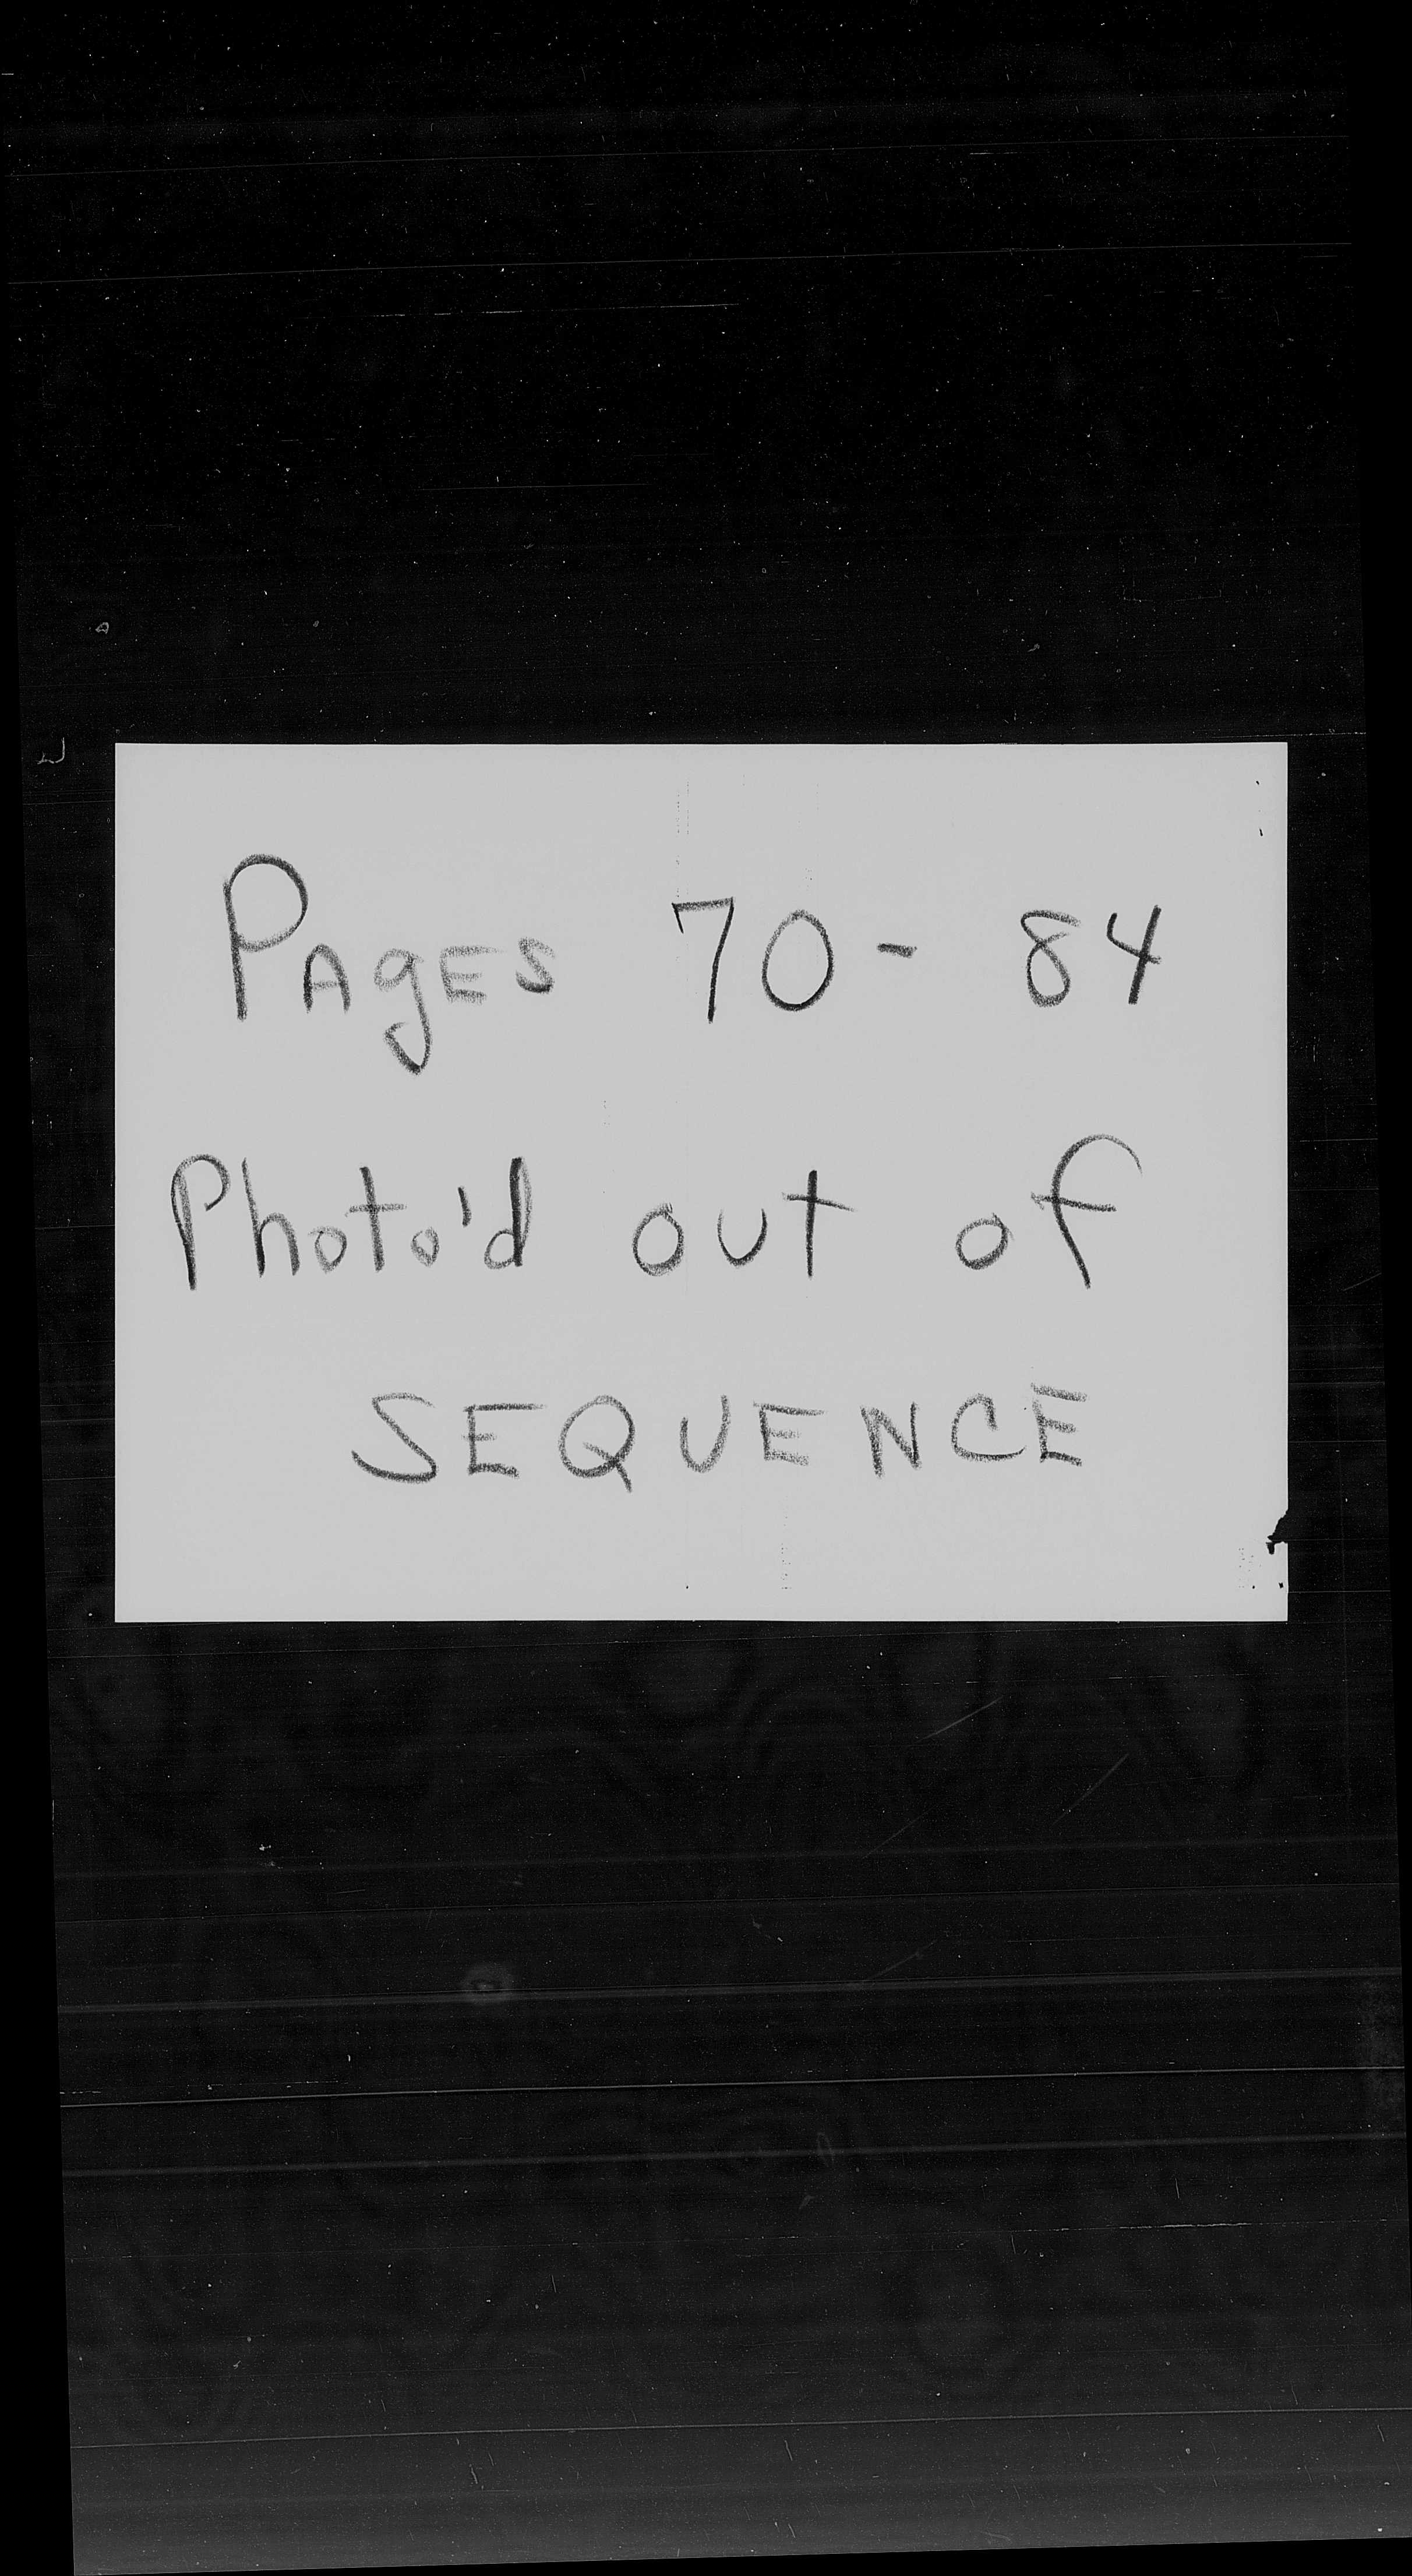 Pages 70 - 84
Photo'd out of
SEQUENCE